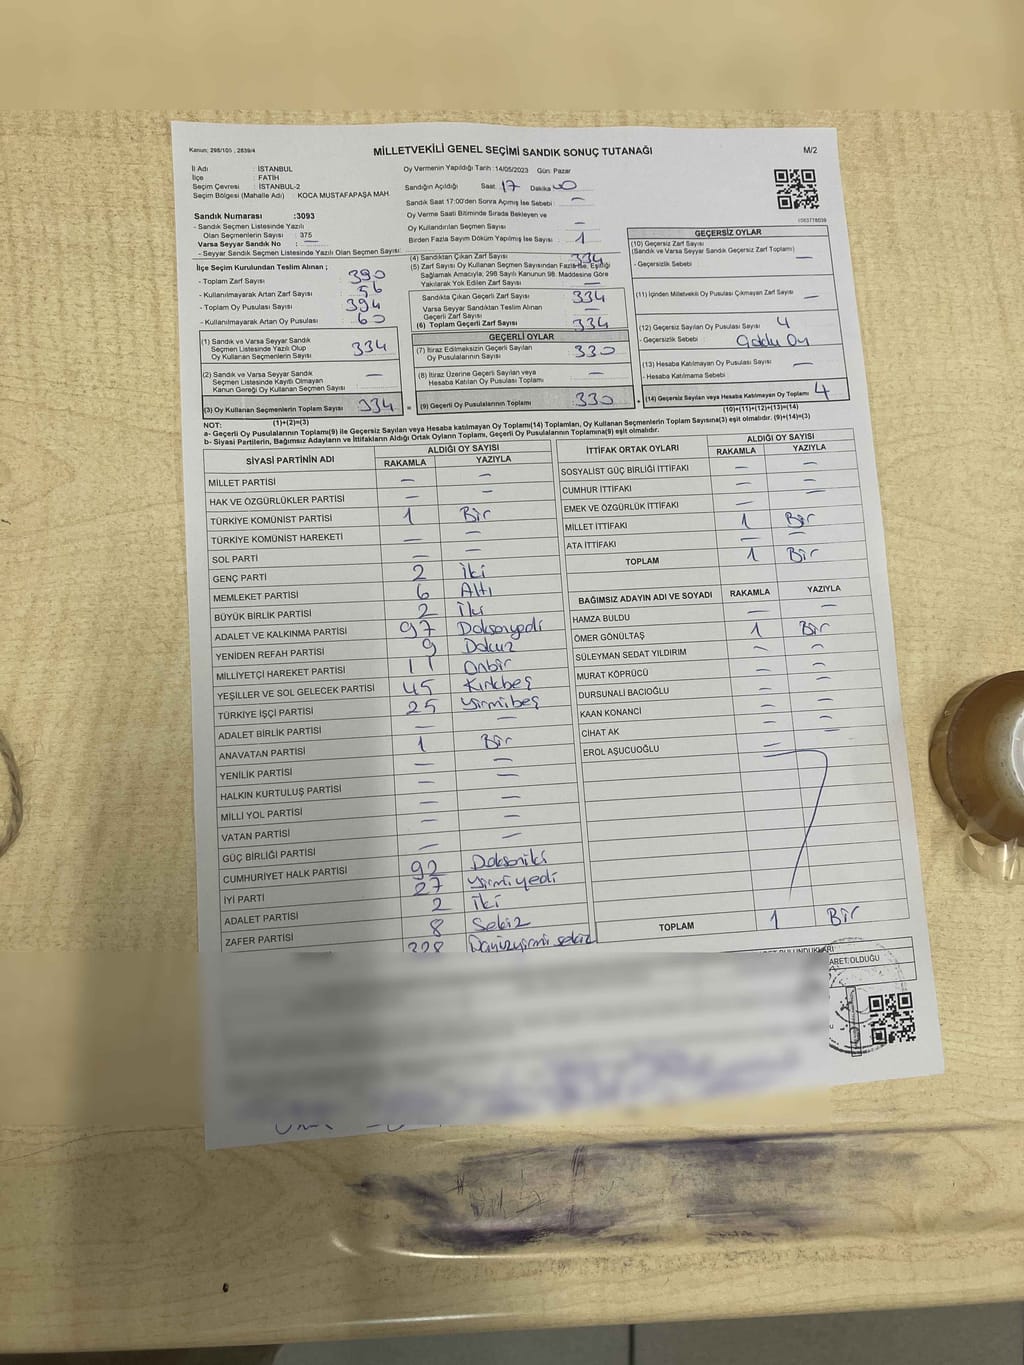 Kanun: 298/105 , 2839/4
MİLLETVEKİLİ GENEL SEÇİMİ SANDIK SONUÇ TUTANAĞI
M/2
İl Adı : İSTANBUL
İlçe : FATİH
Seçim Çevresi : İSTANBUL-2
Seçim Bölgesi (Mahalle Adı) : KOCA MUSTAFAPAŞA MAH.
Oy Vermenin Yapıldığı Tarih : 14/05/2023 Gün: Pazar
Sandığın Açıldığı Saat 17 Dakika 00
Sandık Saat 17:00'den Sonra Açılmış İse Sebebi : —
Oy Verme Saati Bitiminde Sırada Bekleyen ve
Oy Kullandırılan Seçmen Sayısı —
Birden Fazla Sayım Döküm Yapılmış İse Sayısı : 1
Sandık Numarası :3093
- Sandık Seçmen Listesinde Yazılı
Olan Seçmenlerin Sayısı : 375
Varsa Seyyar Sandık No : —
- Seyyar Sandık Seçmen Listesinde Yazılı Olan Seçmen Sayısı:
İlçe Seçim Kurulundan Teslim Alınan ;
- Toplam Zarf Sayısı : 390
- Kullanılmayarak Artan Zarf Sayısı : 56
- Toplam Oy Pusulası Sayısı : 394
- Kullanılmayarak Artan Oy Pusulası : 60
(1) Sandık ve Varsa Seyyar Sandık
Seçmen Listesinde Yazılı Olup
Oy Kullanan Seçmenlerin Sayısı 334
(2) Sandık ve Varsa Seyyar Sandık
Seçmen Listesinde Kayıtlı Olmayan
Kanun Gereği Oy Kullanan Seçmen Sayısı —
(3) Oy Kullanan Seçmenlerin Toplam Sayısı 334
(1)+(2)=(3)
(4) Sandıktan Çıkan Zarf Sayısı 334
(5) Zarf Sayısı Oy Kullanan Seçmen Sayısından Fazla İse, Eşitliği
Sağlamak Amacıyla, 298 Sayılı Kanunun 98. Maddesine Göre
Yakılarak Yok Edilen Zarf Sayısı —
Sandıkta Çıkan Geçerli Zarf Sayısı 334
Varsa Seyyar Sandıktan Teslim Alınan
Geçerli Zarf Sayısı —
(6) Toplam Geçerli Zarf Sayısı 334
GEÇERLİ OYLAR
(7) İtiraz Edilmeksizin Geçerli Sayılan
Oy Pusulalarının Sayısı 330
(8) İtiraz Üzerine Geçerli Sayılan veya
Hesaba Katılan Oy Pusulası Toplamı —
(9) Geçerli Oy Pusulalarının Toplamı 330
GEÇERSİZ OYLAR
(10) Geçersiz Zarf Sayısı
(Sandık ve Varsa Seyyar Sandık Geçersiz Zarf Toplamı)
- Geçersizlik Sebebi : —
(11) İçinden Milletvekili Oy Pusulası Çıkmayan Zarf Sayısı —
(12) Geçersiz Sayılan Oy Pusulası Sayısı 4
- Geçersizlik Sebebi :
(13) Hesaba Katılmayan Oy Pusulası Sayısı —
- Hesaba Katılmama Sebebi :
(14) Geçersiz Sayılan veya Hesaba Katılmayan Oy Toplamı 4
(10)+(11)+(12)+(13)=(14)
NOT:
a- Geçerli Oy Pusulalarının Toplamı(9) ile Geçersiz Sayılan veya Hesaba katılmayan Oy Toplamı(14) Toplamları, Oy Kullanan Seçmenlerin Toplam Sayısına(3) eşit olmalıdır. (9)+(14)=(3)
b- Siyasi Partilerin, Bağımsız Adayların ve İttifakların Aldığı Ortak Oyların Toplamı, Geçerli Oy Pusulalarının Toplamına(9) eşit olmalıdır.
SİYASİ PARTİNİN ADI ALDIĞI OY SAYISI
RAKAMLA YAZIYLA
MİLLET PARTİSİ — —
HAK VE ÖZGÜRLÜKLER PARTİSİ — —
TÜRKİYE KOMÜNİST PARTİSİ 1 Bir
TÜRKİYE KOMÜNİST HAREKETİ — —
SOL PARTİ — —
GENÇ PARTİ 2 İki
MEMLEKET PARTİSİ 6 Altı
BÜYÜK BİRLİK PARTİSİ 2 İki
ADALET VE KALKINMA PARTİSİ 97 Doksanyedi
YENİDEN REFAH PARTİSİ 9 Dokuz
MİLLİYETÇİ HAREKET PARTİSİ 11 Onbir
YEŞİLLER VE SOL GELECEK PARTİSİ 45 Kırkbeş
TÜRKİYE İŞÇİ PARTİSİ 25 Yirmibeş
ADALET BİRLİK PARTİSİ — —
ANAVATAN PARTİSİ 1 Bir
YENİLİK PARTİSİ — —
HALKIN KURTULUŞ PARTİSİ — —
MİLLİ YOL PARTİSİ — —
VATAN PARTİSİ — —
GÜÇ BİRLİĞİ PARTİSİ — —
CUMHURİYET HALK PARTİSİ 92 Doksaniki
İYİ PARTİ 27 Yirmiyedi
ADALET PARTİSİ 2 İki
ZAFER PARTİSİ 8 Sekiz
328
İTTİFAK ORTAK OYLARI ALDIĞI OY SAYISI
RAKAMLA YAZIYLA
SOSYALİST GÜÇ BİRLİĞİ İTTİFAKI — —
CUMHUR İTTİFAKI — —
EMEK VE ÖZGÜRLÜK İTTİFAKI — —
MİLLET İTTİFAKI 1 Bir
ATA İTTİFAKI — —
TOPLAM 1 Bir
BAĞIMSIZ ADAYIN ADI VE SOYADI RAKAMLA YAZIYLA
HAMZA BULDU — —
ÖMER GÖNÜLTAŞ 1 Bir
SÜLEYMAN SEDAT YILDIRIM — —
MURAT KÖPRÜCÜ — —
DURSUNALİ BACIOĞLU — —
KAAN KONANCİ — —
CİHAT AK — —
EROL AŞUCUOĞLU —
TOPLAM 1 Bir
ARET OLDUĞU